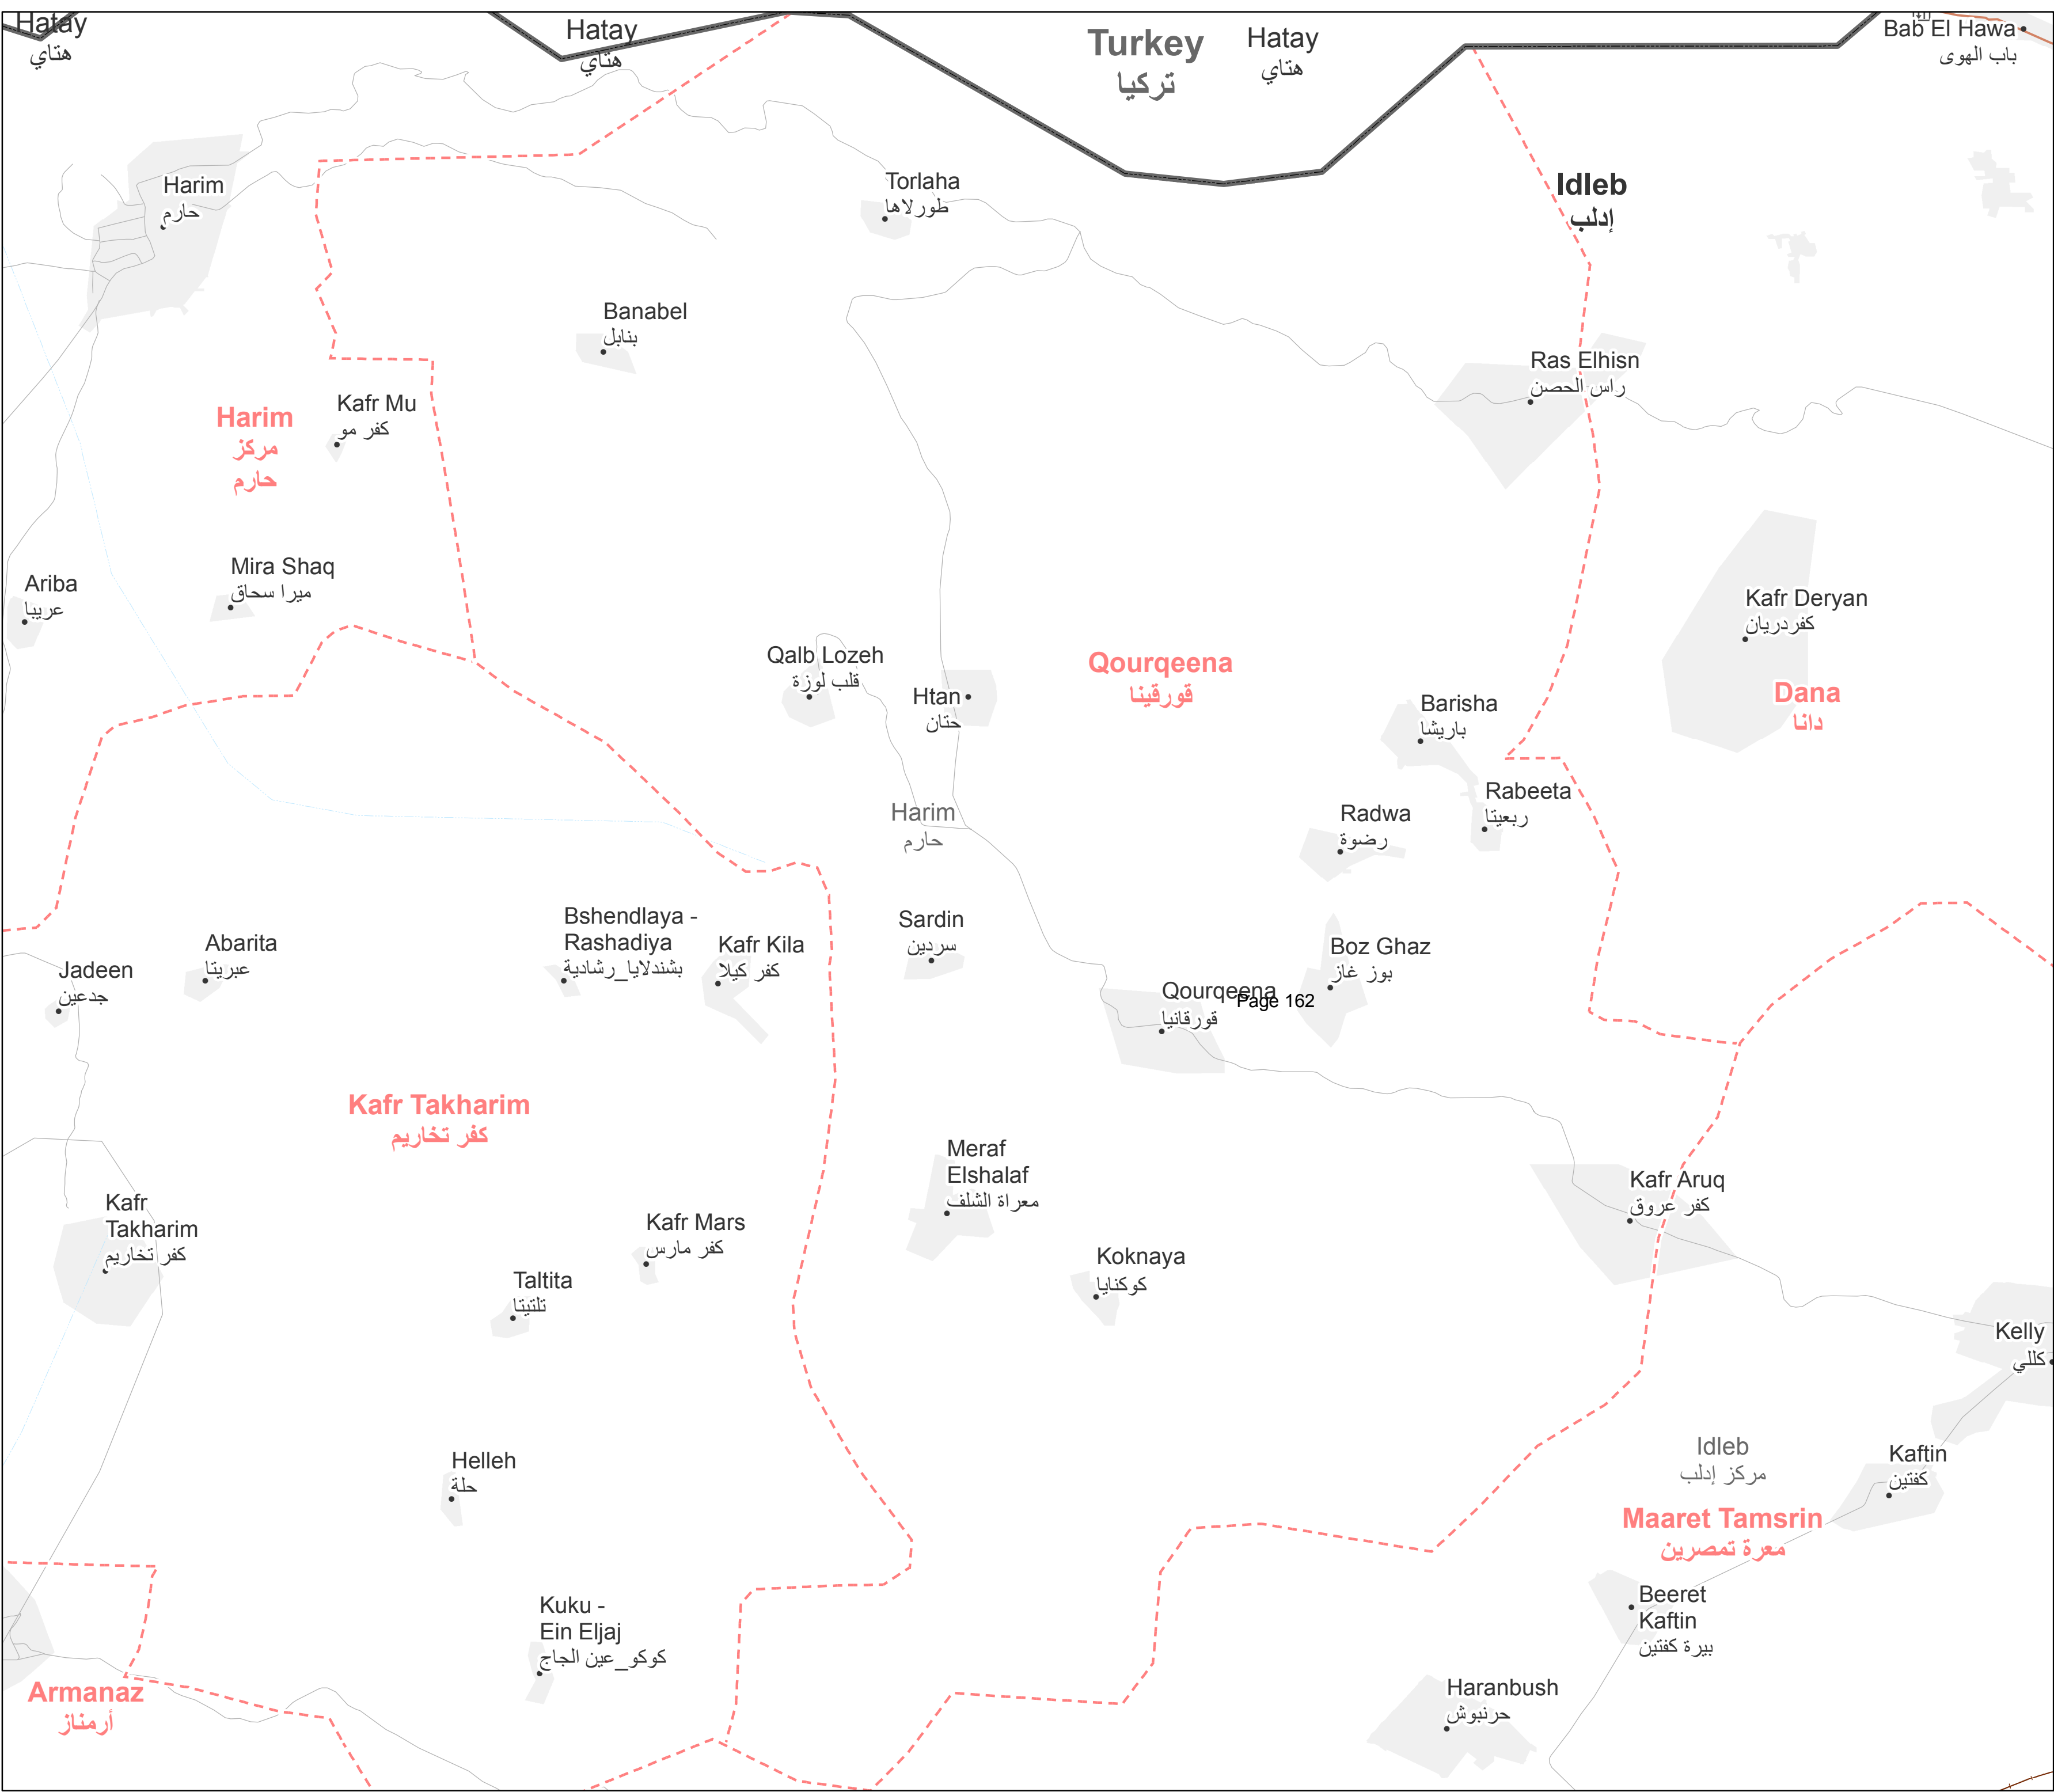 Hatay
هتاي
Hatay
هتاي
Turkey
تركيا
Hatay
هتاي
Bab El Hawa
باب الهوى
Harim
حارم
Torlaha
طورلاها
Idleb
إدلب
Banabel
بنابل
Ras Elhisn
راس الحصن
Kafr Mu
كفر مو
Harim
مركز
حارم
Ariba
عريبا
Mira Shaq
ميرا سحاق
Kafr Deryan
كفردريان
Qalb Lozeh
قلب لوزة
Htan
حتان
Qourqeena
قورقينا
Dana
دانا
Barisha
باريشا
Rabeeta
ربعيتا
Radwa
رضوة
Harim
حارم
Bshendlaya -
Rashadiya
بشندلايا_رشادية
Kafr Kila
كفر كيلا
Sardin
سردين
Boz Ghaz
بوز غاز
Abarita
عبريتا
Jadeen
جدعين
Qourqeena
قورقانيا
Page 162
Kafr Takharim
كفر تخاريم
Meraf
Elshalaf
معراة الشلف
Kafr Aruq
كفر عروق
Kafr
Takharim
كفر تخاريم
Kafr Mars
كفر مارس
Koknaya
كوكنايا
Taltita
تلتيتا
Kelly
كللي
Helleh
حلة
Idleb
مركز إدلب
Kaftin
كفتين
Maaret Tamsrin
معرة تمصرين
Beeret
Kaftin
بيرة كفتين
Kuku -
Ein Eljaj
كوكو_عين الجاج
Armanaz
أرمناز
Haranbush
حرنبوش